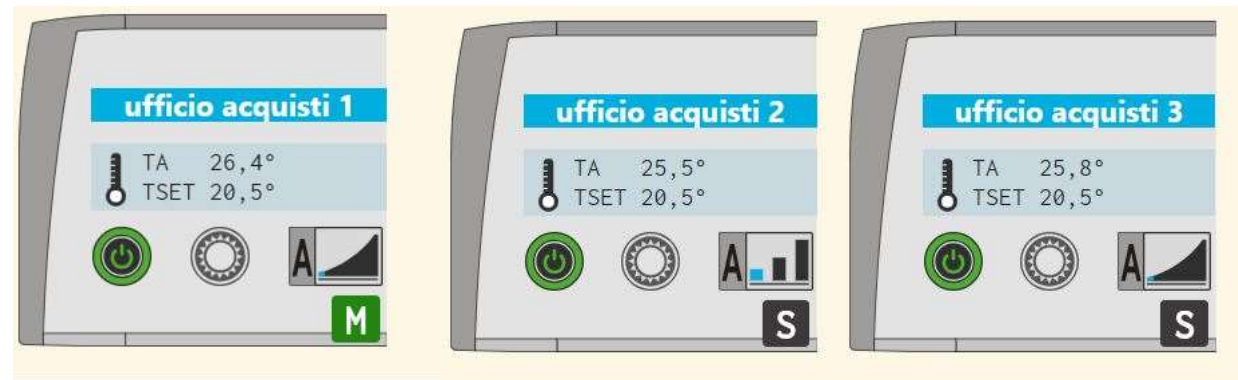 ufficio acquisti 1
TA 26,4°
TSET 20,5°
A
M
ufficio acquisti 2
TA 25,5°
TSET 20,5°
A
S
ufficio acquisti 3
TA 25,8°
TSET 20,5°
A
S